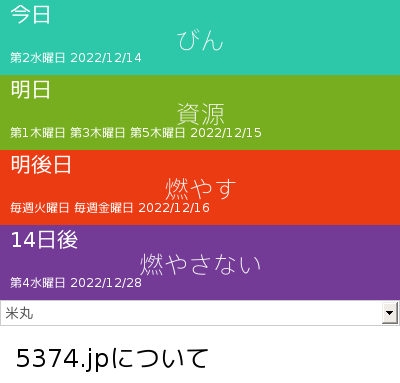 今日
びん
第2水曜日 2022/12/14
明日
資源
第1木曜日 第3木曜日 第5木曜日 2022/12/15
明後日
燃やす
毎週火曜日 毎週金曜日 2022/12/16
14日後
燃やさない
第4水曜日 2022/12/28
米丸
5374.jpについて